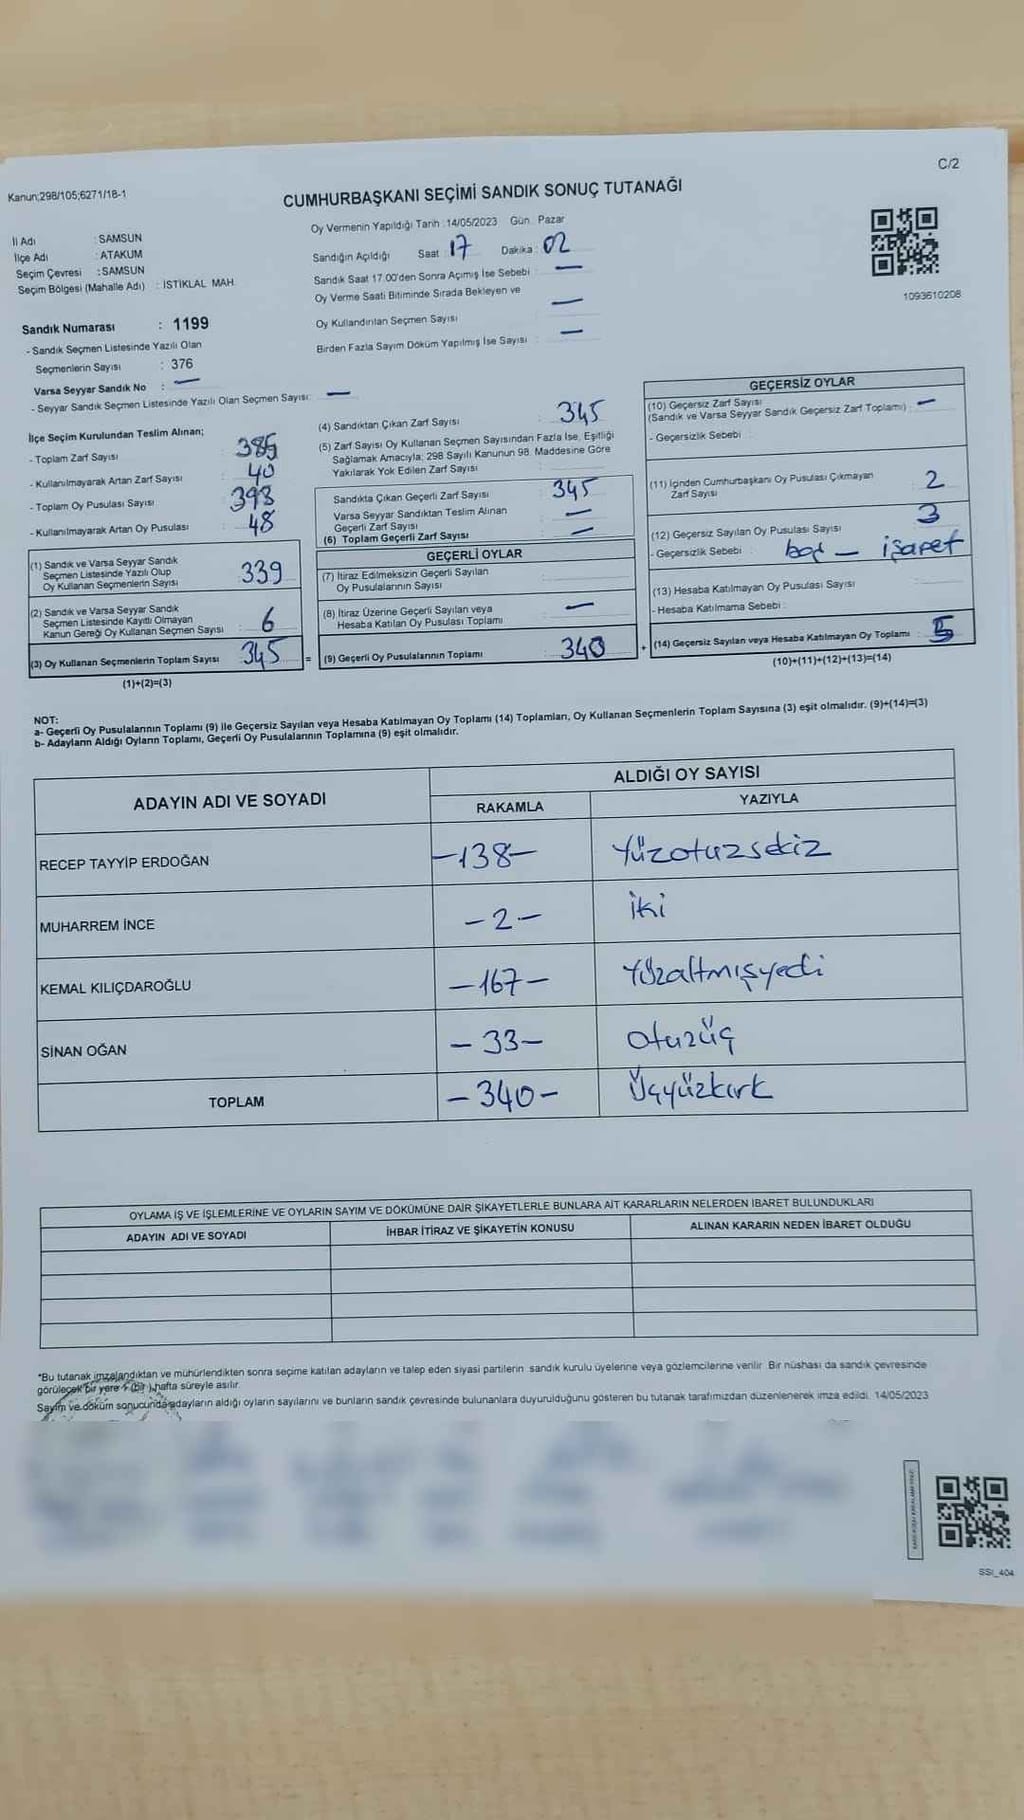 C/2
Kanun;298/105;6271/18-1
CUMHURBAŞKANI SEÇİMİ SANDIK SONUÇ TUTANAĞI
Oy Vermenin Yapıldığı Tarih :14/05/2023 Gün: Pazar
İl Adı : SAMSUN
İlçe Adı : ATAKUM
Seçim Çevresi : SAMSUN
Seçim Bölgesi (Mahalle Adı) : İSTİKLAL MAH.
Sandığın Açıldığı Saat : 17 Dakika : 02
Sandık Saat 17.00'den Sonra Açımış İse Sebebi : —
Oy Verme Saati Bitiminde Sırada Bekleyen ve
Oy Kullandırılan Seçmen Sayısı : —
Birden Fazla Sayım Döküm Yapılmış İse Sayısı : —
1093610208
Sandık Numarası : 1199
- Sandık Seçmen Listesinde Yazılı Olan
Seçmenlerin Sayısı : 376
Varsa Seyyar Sandık No : —
- Seyyar Sandık Seçmen Listesinde Yazılı Olan Seçmen Sayısı: —
İlçe Seçim Kurulundan Teslim Alınan;
- Toplam Zarf Sayısı : 385
- Kullanılmayarak Artan Zarf Sayısı : 40
- Toplam Oy Pusulası Sayısı : 393
- Kullanılmayarak Artan Oy Pusulası : 48
(1) Sandık ve Varsa Seyyar Sandık
Seçmen Listesinde Yazılı Olup
Oy Kullanan Seçmenlerin Sayısı : 339
(2) Sandık ve Varsa Seyyar Sandık
Seçmen Listesinde Kayıtlı Olmayan
Kanun Gereği Oy Kullanan Seçmen Sayısı : 6
(3) Oy Kullanan Seçmenlerin Toplam Sayısı : 345 =
(1)+(2)=(3)
(4) Sandıktan Çıkan Zarf Sayısı : 345
(5) Zarf Sayısı Oy Kullanan Seçmen Sayısından Fazla İse, Eşitliği
Sağlamak Amacıyla; 298 Sayılı Kanunun 98. Maddesine Göre
Yakılarak Yok Edilen Zarf Sayısı :
Sandıkta Çıkan Geçerli Zarf Sayısı : 345
Varsa Seyyar Sandıktan Teslim Alınan
Geçerli Zarf Sayısı : —
(6) Toplam Geçerli Zarf Sayısı : —
GEÇERLİ OYLAR
(7) İtiraz Edilmeksizin Geçerli Sayılan
Oy Pusulalarının Sayısı :
(8) İtiraz Üzerine Geçerli Sayılan veya
Hesaba Katılan Oy Pusulası Toplamı : —
(9) Geçerli Oy Pusulalarının Toplamı : 340 +
GEÇERSİZ OYLAR
(10) Geçersiz Zarf Sayısı
(Sandık ve Varsa Seyyar Sandık Geçersiz Zarf Toplamı) : —
- Geçersizlik Sebebi :
(11) İçinden Cumhurbaşkanı Oy Pusulası Çıkmayan
Zarf Sayısı : 2
(12) Geçersiz Sayılan Oy Pusulası Sayısı : 3
- Geçersizlik Sebebi : boş — işaret
(13) Hesaba Katılmayan Oy Pusulası Sayısı :
- Hesaba Katılmama Sebebi :
(14) Geçersiz Sayılan veya Hesaba Katılmayan Oy Toplamı : 5
(10)+(11)+(12)+(13)=(14)
NOT:
a- Geçerli Oy Pusulalarının Toplamı (9) ile Geçersiz Sayılan veya Hesaba Katılmayan Oy Toplamı (14) Toplamları, Oy Kullanan Seçmenlerin Toplam Sayısına (3) eşit olmalıdır. (9)+(14)=(3)
b- Adayların Aldığı Oyların Toplamı, Geçerli Oy Pusulalarının Toplamına (9) eşit olmalıdır.
ADAYIN ADI VE SOYADI ALDIĞI OY SAYISI
RAKAMLA YAZIYLA
RECEP TAYYİP ERDOĞAN -138- Yüzotuzsekiz
MUHARREM İNCE -2- iki
KEMAL KILIÇDAROĞLU -167- Yüzaltmışyedi
SİNAN OĞAN -33- otuzüç
TOPLAM -340- Üçyüzkırk
OYLAMA İŞ VE İŞLEMLERİNE VE OYLARIN SAYIM VE DÖKÜMÜNE DAİR ŞİKAYETLERLE BUNLARA AİT KARARLARIN NELERDEN İBARET BULUNDUKLARI
ADAYIN ADI VE SOYADI İHBAR İTİRAZ VE ŞİKAYETİN KONUSU ALINAN KARARIN NEDEN İBARET OLDUĞU
*Bu tutanak imzalandıktan ve mühürlendikten sonra seçime katılan adayların ve talep eden siyasi partilerin sandık kurulu üyelerine veya gözlemcilerine verilir. Bir nüshası da sandık çevresinde
görülecek bir yere 1 (bir) hafta süreyle asılır.
Sayım ve döküm sonucunda adayların aldığı oyların sayılarını ve bunların sandık çevresinde bulunanlara duyurulduğunu gösteren bu tutanak tarafımızdan düzenlenerek imza edildi. 14/05/2023
SSI_404